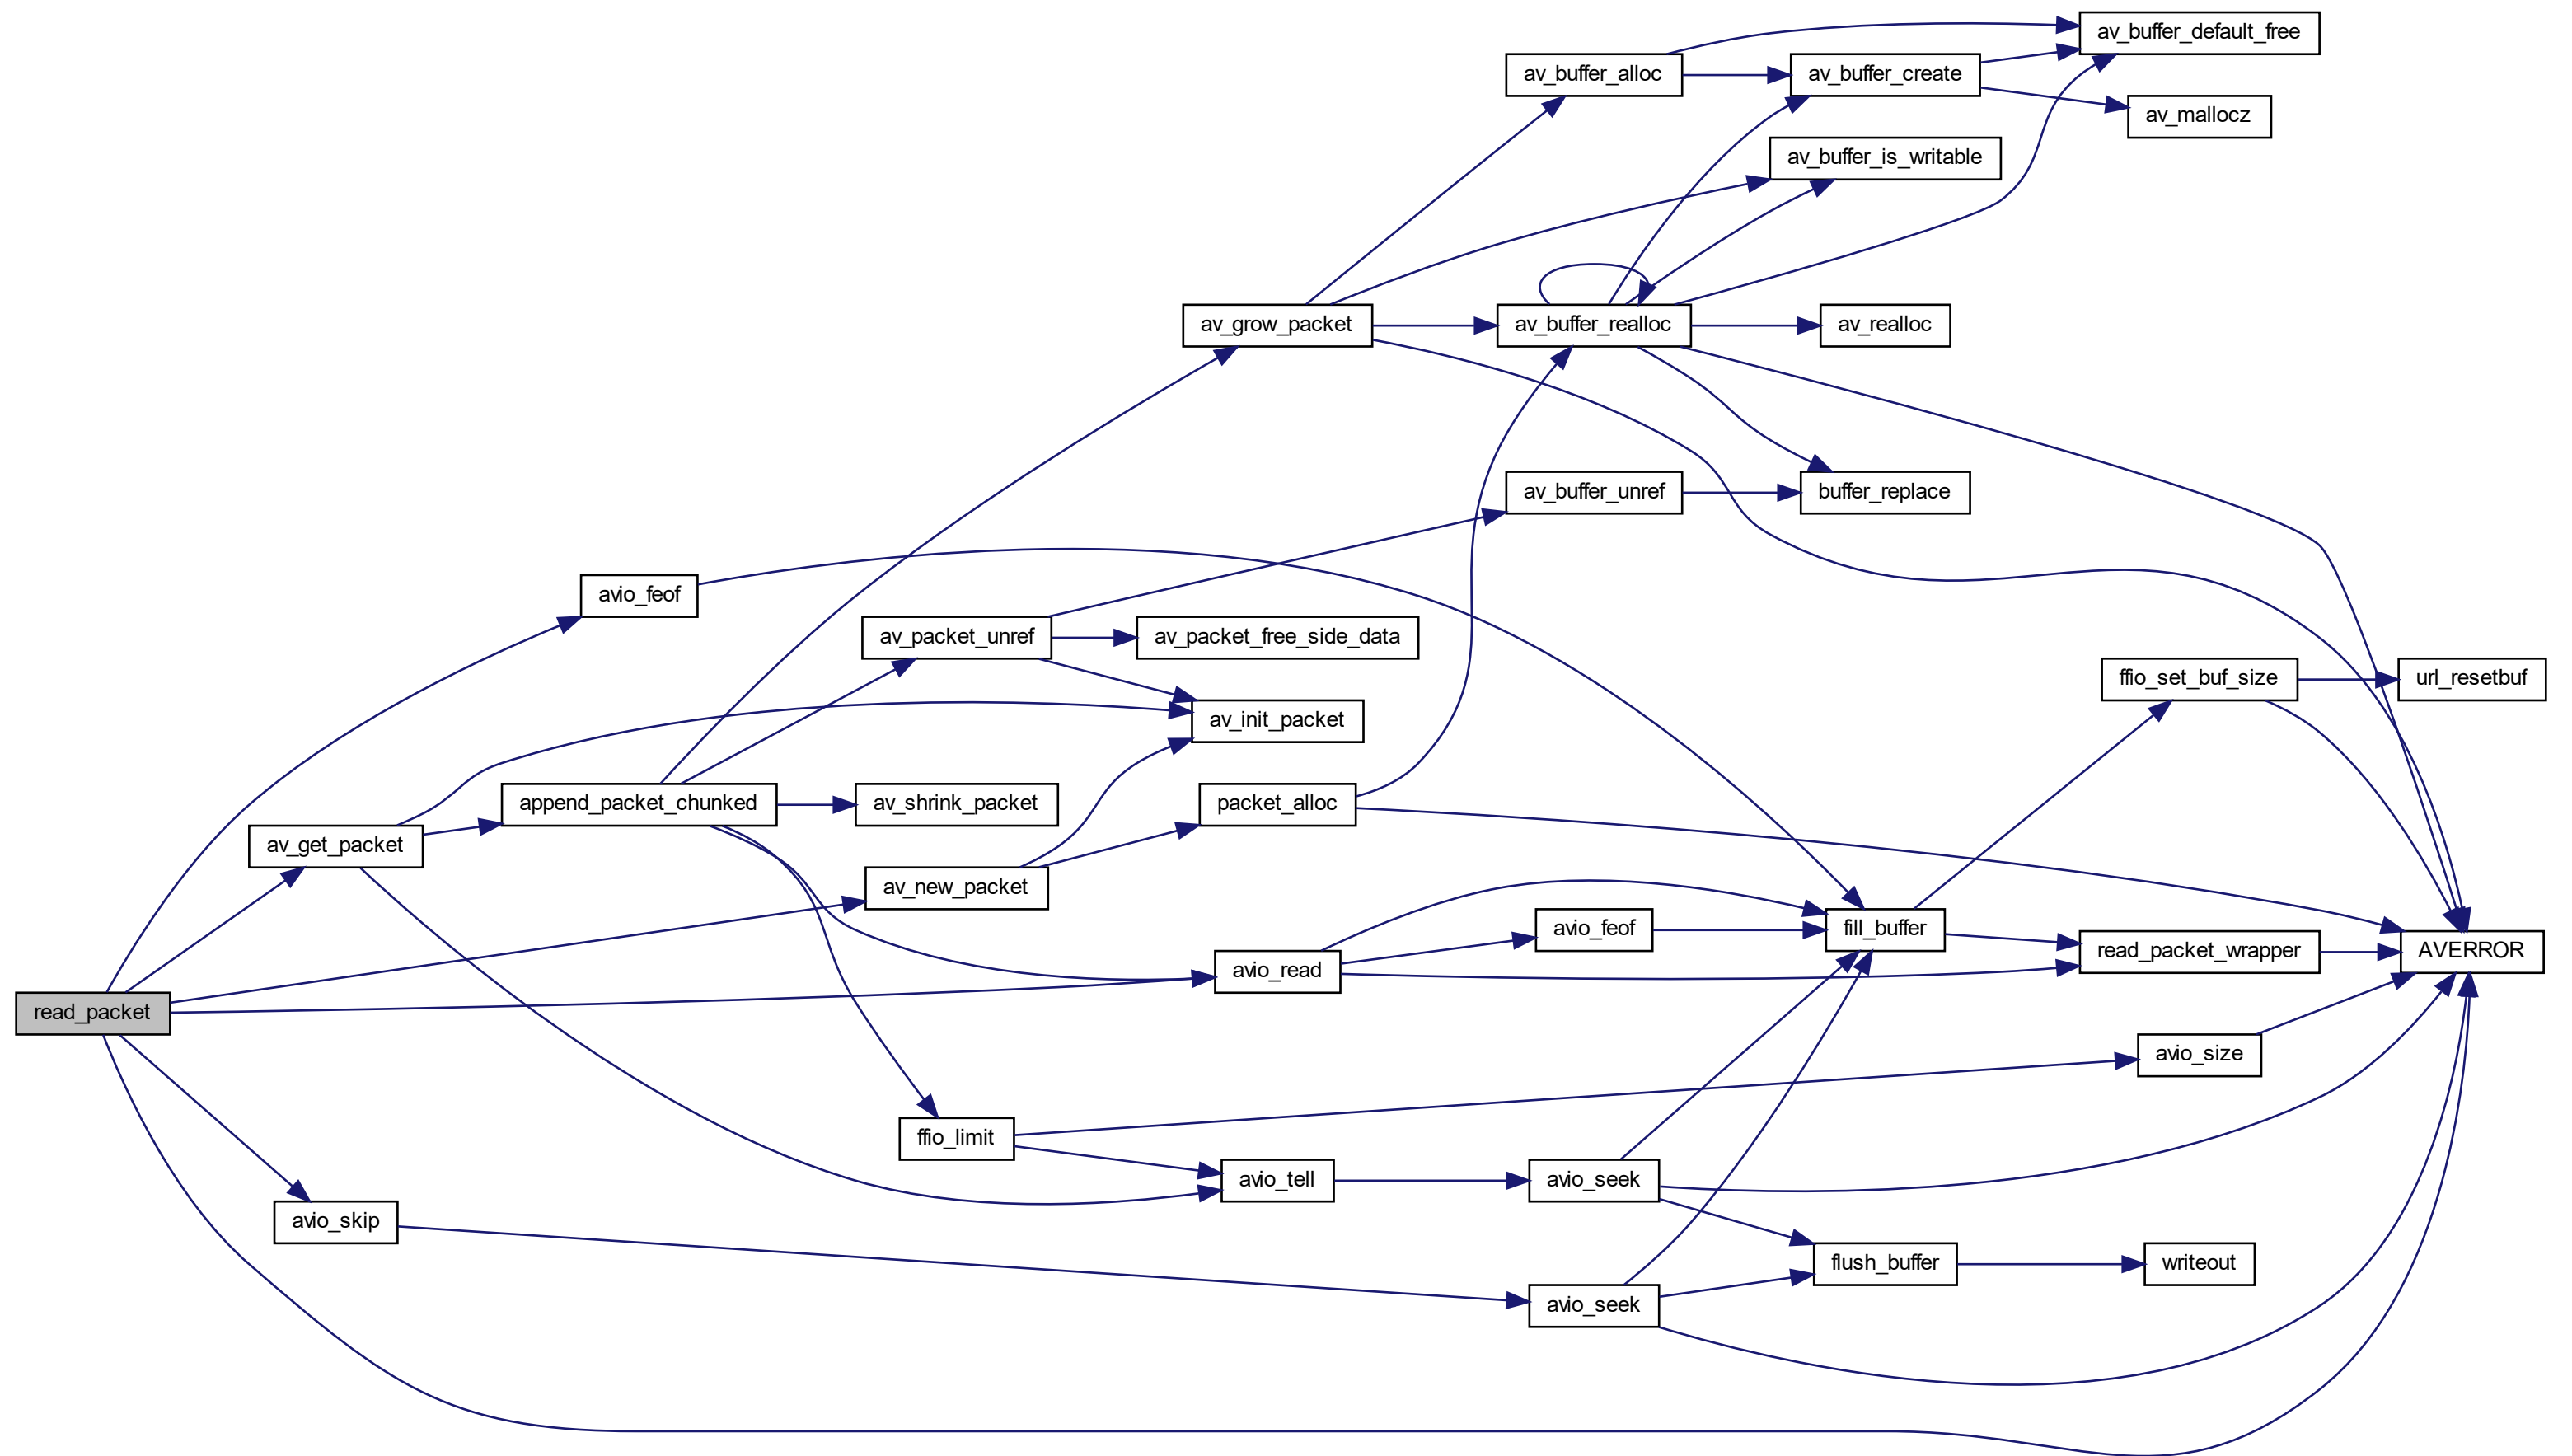 read_packet
avio_feof
av_get_packet
avio_skip
append_packet_chunked
av_packet_unref
av_shrink_packet
av_new_packet
ffio_limit
av_grow_packet
av_packet_free_side_data
av_init_packet
packet_alloc
avio_read
avio_tell
av_buffer_alloc
av_buffer_realloc
av_buffer_unref
avio_feof
avio_seek
avio_seek
av_buffer_create
av_buffer_is_writable
av_realloc
buffer_replace
fill_buffer
flush_buffer
av_buffer_default_free
av_mallocz
ffio_set_buf_size
read_packet_wrapper
avio_size
writeout
url_resetbuf
AVERROR